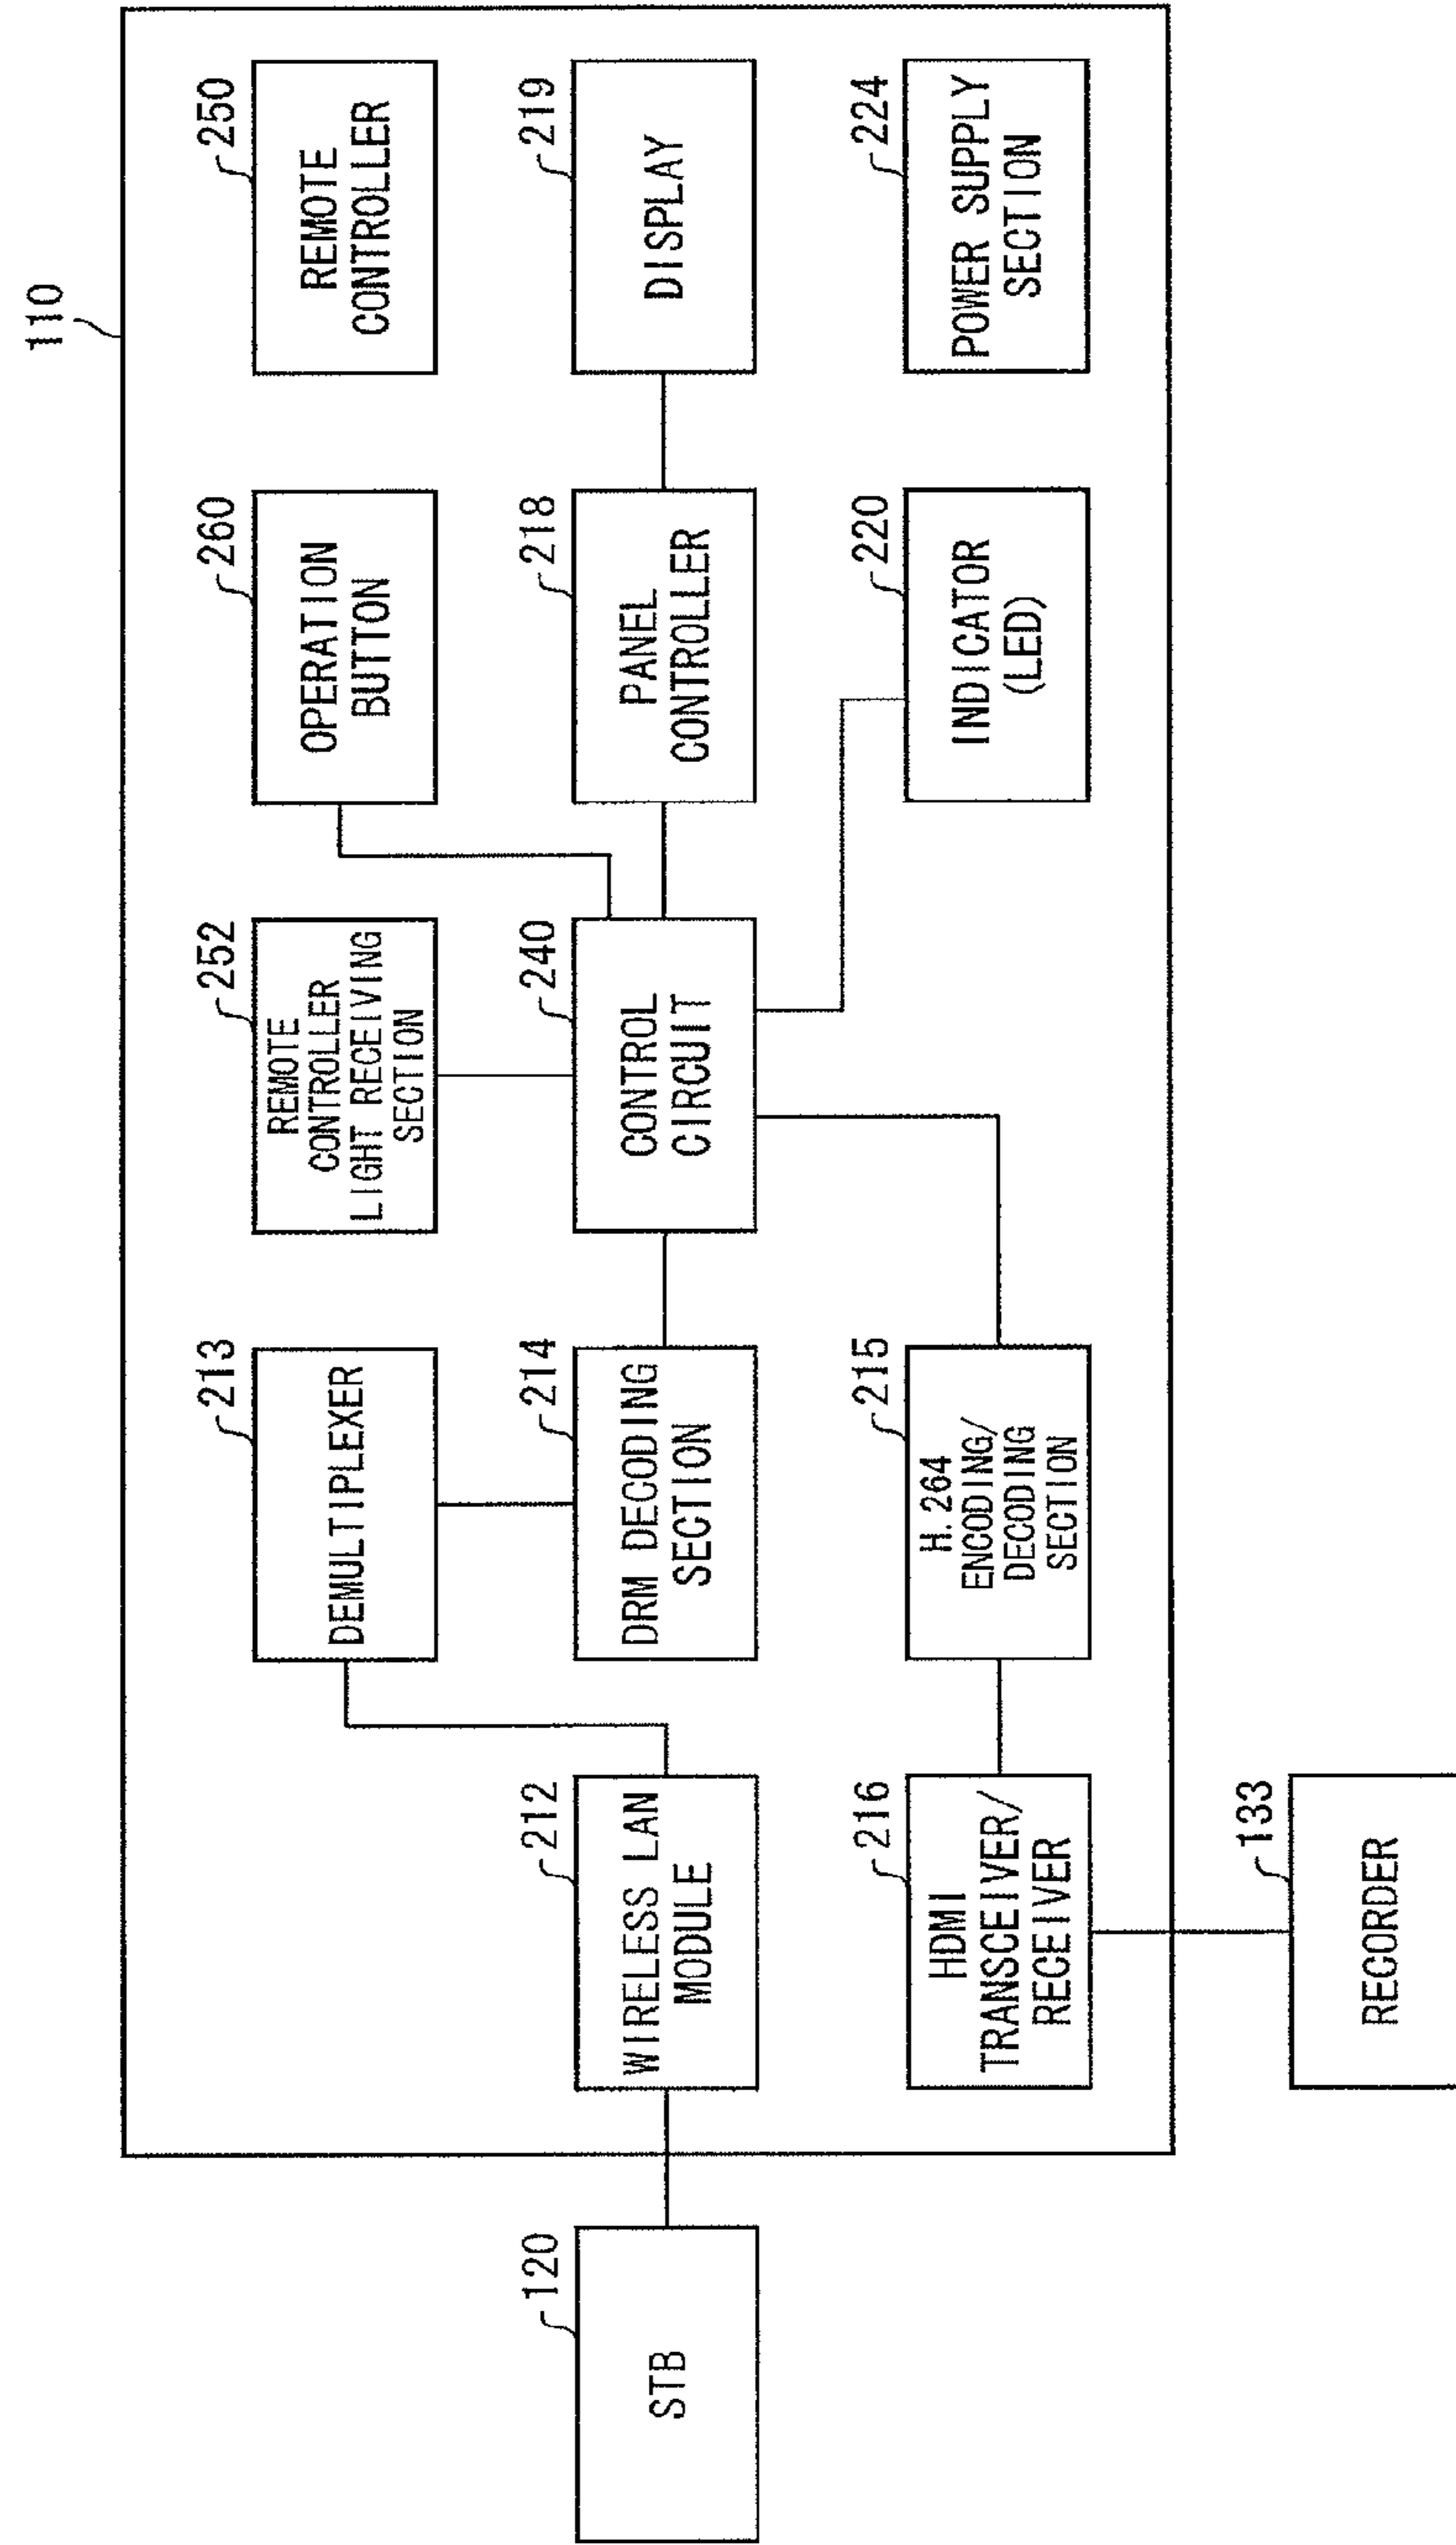 110
213
DEMULTIPLEXER
252
REMOTE
CONTROLLER
LIGHT RECEIVING
SECTION
260
OPERATION
BUTTON
250
REMOTE
CONTROLLER
120
STB
212
WIRELESS LAN
MODULE
214
DRM DECODING
SECTION
240
CONTROL
CIRCUIT
218
PANEL
CONTROLLER
219
DISPLAY
216
HDMI
TRANSCEIVER/
RECEIVER
215
H.264
ENCODING/
DECODING
SECTION
220
INDICATOR
(LED)
224
POWER SUPPLY
SECTION
133
RECORDER